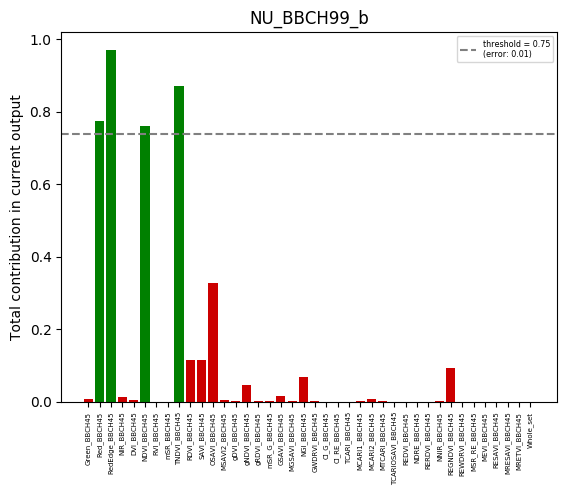 NU_BBCH99_b
threshold = 0.75
(error: 0.01)
Total contribution in current output
1.0
0.8
0.6
0.4
0.2
0.0
Green_BBCH45
Red_BBCH45
RedEdge_BBCH45
NIR_BBCH45
DVI_BBCH45
NDVI_BBCH45
RVI_BBCH45
mSR_BBCH45
TNDVI_BBCH45
RDVI_BBCH45
SAVI_BBCH45
OSAVI_BBCH45
MSAVI2_BBCH45
gDVI_BBCH45
gNDVI_BBCH45
gRDVI_BBCH45
mSR_G_BBCH45
GSAVI_BBCH45
MGSAVI_BBCH45
NGI_BBCH45
GWDRVI_BBCH45
CI_G_BBCH45
CI_RE_BBCH45
TCARI_BBCH45
MCARI1_BBCH45
MCARI2_BBCH45
MTCARI_BBCH45
TCARIOSAVI_BBCH45
REDVI_BBCH45
NDRE_BBCH45
RERDVI_BBCH45
NNIR_BBCH45
REGNDVI_BBCH45
REWDRVI_BBCH45
MSR_RE_BBCH45
MEVI_BBCH45
RESAVI_BBCH45
MRESAVI_BBCH45
MRETVI_BBCH45
Whole_set